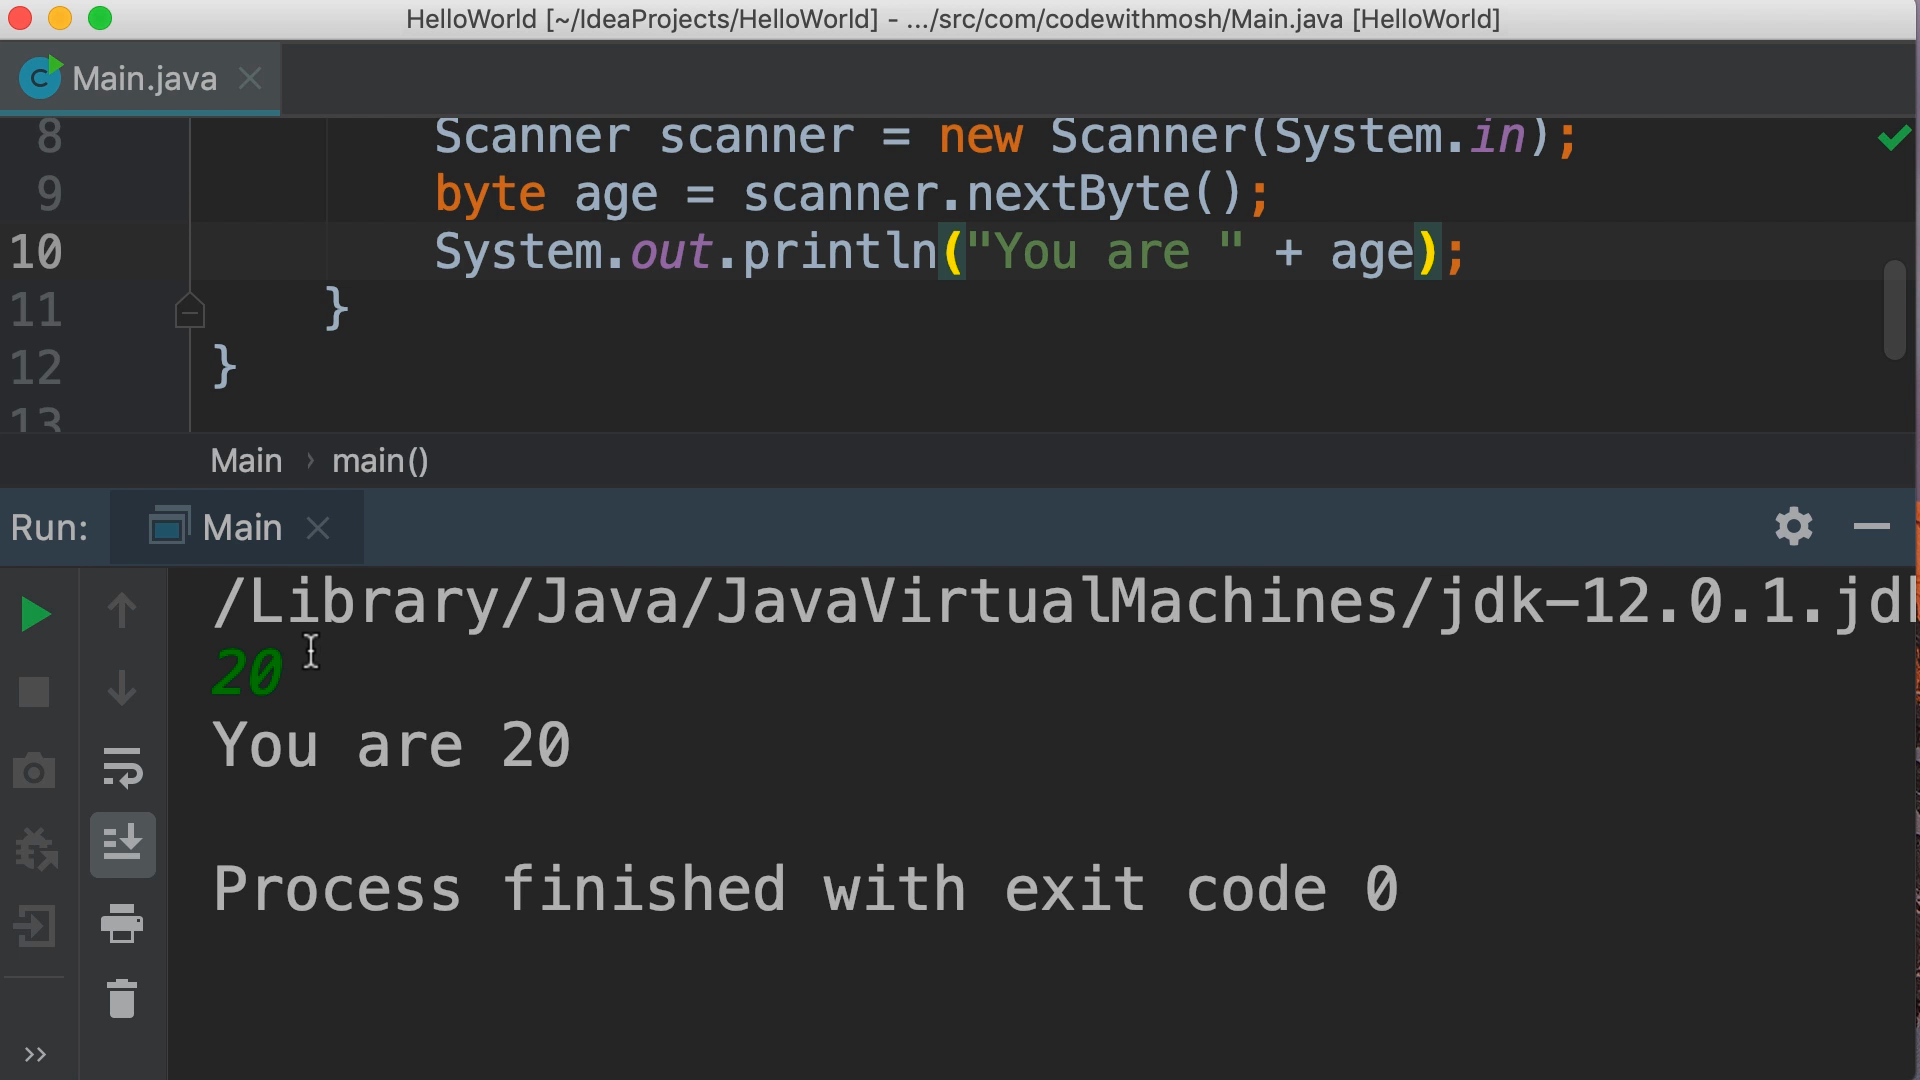 HelloWorld [~/IdeaProjects/HelloWorld] - .../src/com/codewithmosh/Main.java [HelloWorld]
Main.java
8 Scanner scanner = new Scanner(System.in);
9 byte age = scanner.nextByte();
10 System.out.println("You are " + age);
11 }
12 }
13
Main › main()
Run: Main
/Library/Java/JavaVirtualMachines/jdk-12.0.1.jd
20
You are 20
Process finished with exit code 0